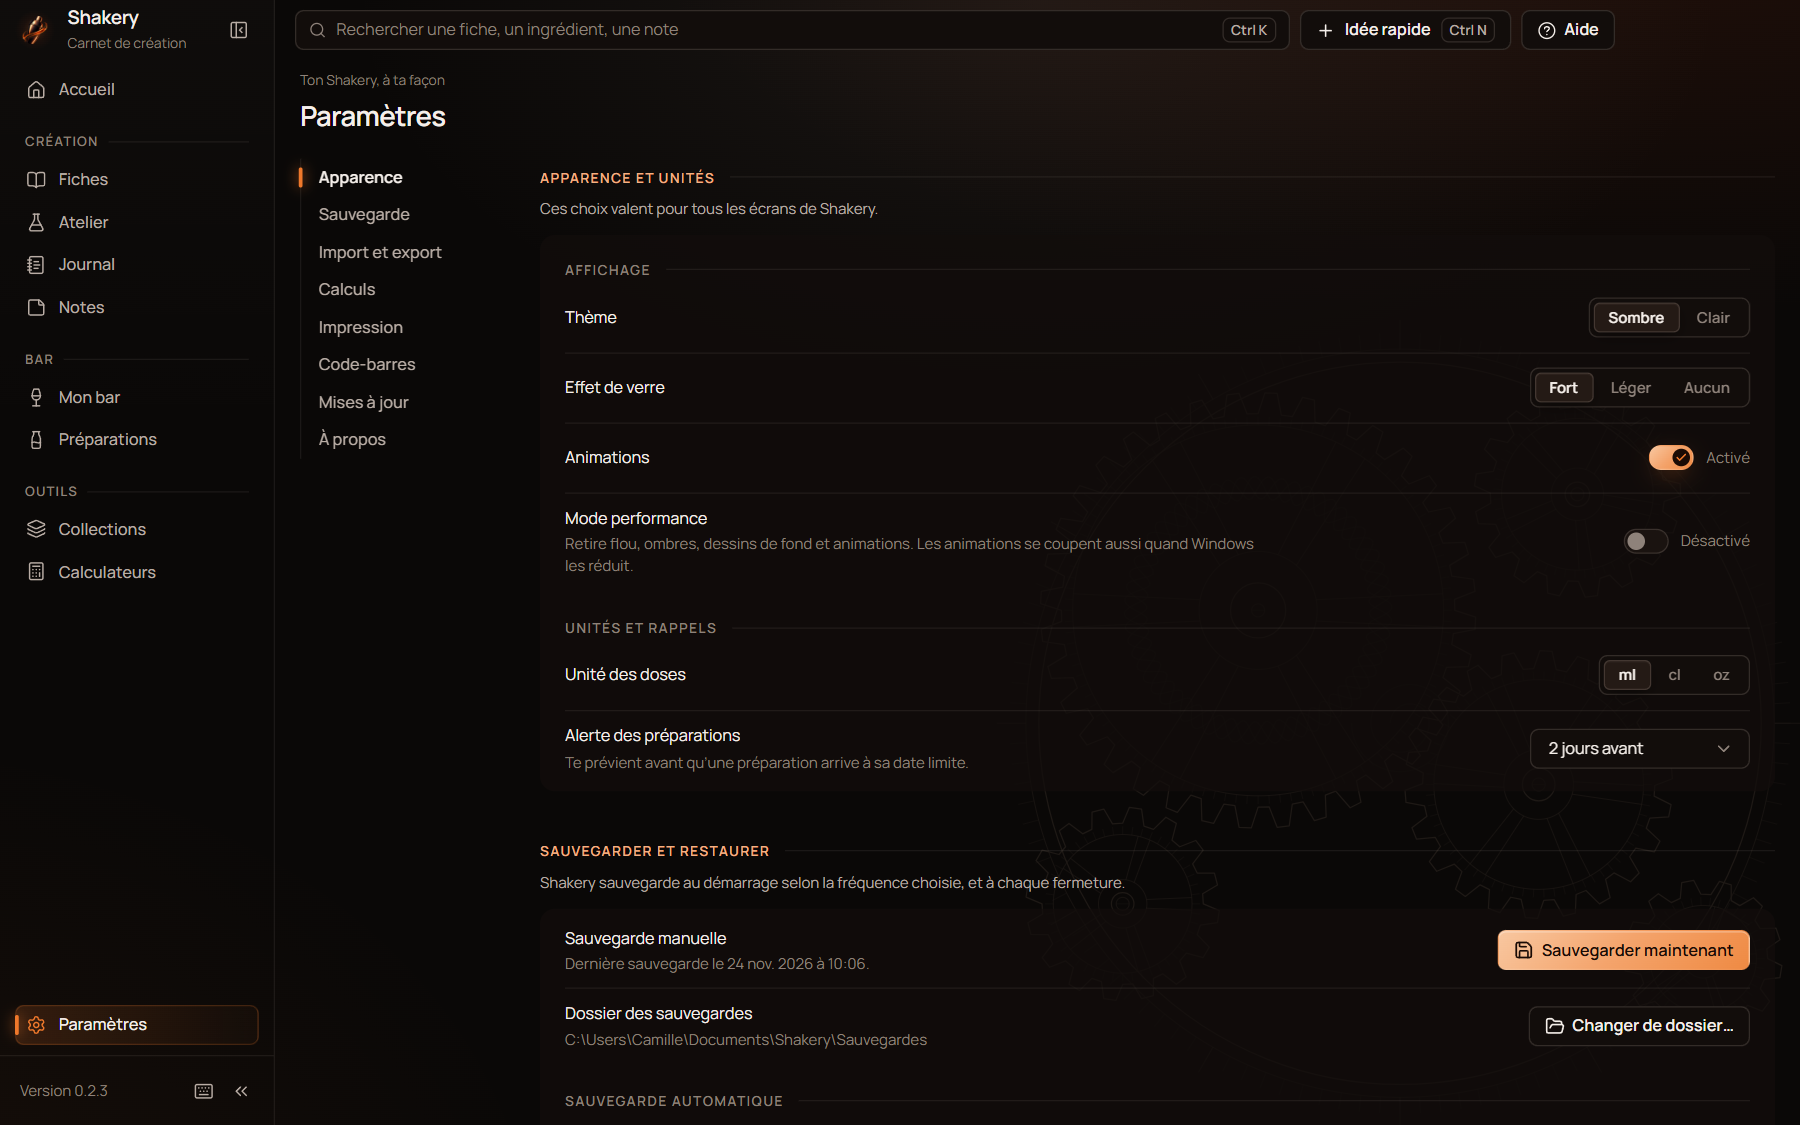 Shakery
Carnet de création
Accueil
CRÉATION
Fiches
Atelier
Journal
Notes
BAR
Mon bar
Préparations
OUTILS
Collections
Calculateurs
Paramètres
Version 0.2.3
Rechercher une fiche, un ingrédient, une note
Ctrl K
Idée rapide
Ctrl N
Aide
Ton Shakery, à ta façon
Paramètres
Apparence
Sauvegarde
Import et export
Calculs
Impression
Code-barres
Mises à jour
À propos
APPARENCE ET UNITÉS
Ces choix valent pour tous les écrans de Shakery.
AFFICHAGE
Thème
Sombre
Clair
Effet de verre
Fort
Léger
Aucun
Animations
Activé
Mode performance
Retire flou, ombres, dessins de fond et animations. Les animations se coupent aussi quand Windows
les réduit.
Désactivé
UNITÉS ET RAPPELS
Unité des doses
ml
cl
oz
Alerte des préparations
Te prévient avant qu'une préparation arrive à sa date limite.
2 jours avant
SAUVEGARDER ET RESTAURER
Shakery sauvegarde au démarrage selon la fréquence choisie, et à chaque fermeture.
Sauvegarde manuelle
Dernière sauvegarde le 24 nov. 2026 à 10:06.
Sauvegarder maintenant
Dossier des sauvegardes
C:\Users\Camille\Documents\Shakery\Sauvegardes
Changer de dossier…
SAUVEGARDE AUTOMATIQUE